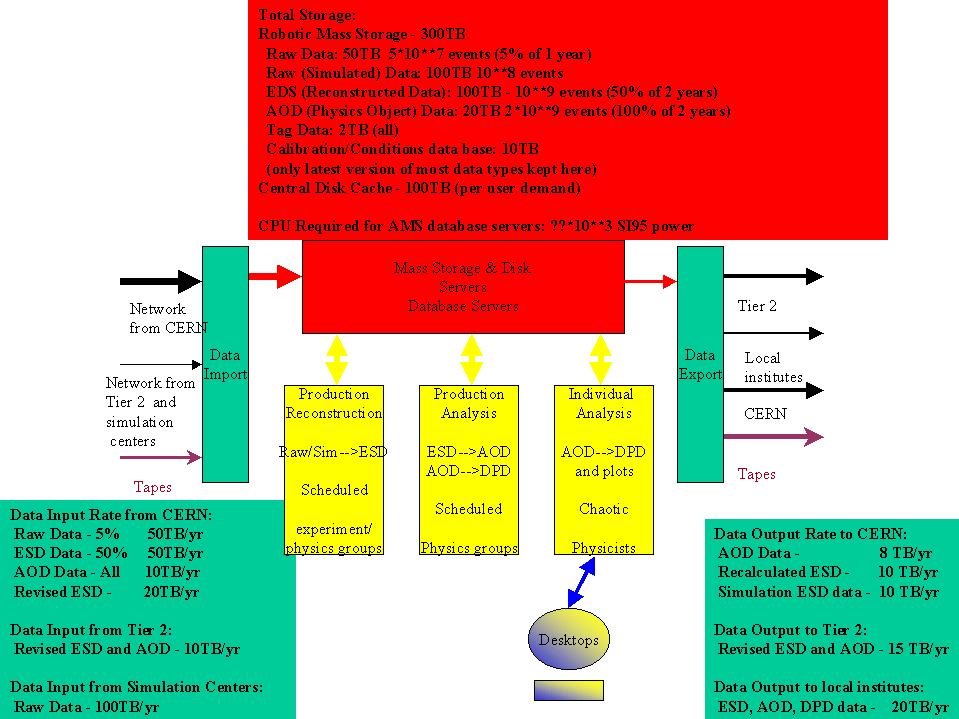 Total Storage:
Robotic Mass Storage - 300TB
Raw Data: 50TB 5*10**7 events (5% of 1 year)
Raw (Simulated) Data: 100TB 10**8 events
EDS (Reconstructed Data): 100TB - 10**9 events (50% of 2 years)
AOD (Physics Object) Data: 20TB 2*10**9 events (100% of 2 years)
Tag Data: 2TB (all)
Calibration/Conditions data base: 10TB
(only latest version of most data types kept here)
Central Disk Cache - 100TB (per user demand)
CPU Required for AMS database servers: ??*10**3 SI95 power
Network
from CERN
Network from
Tier 2 and
simulation
centers
Tapes
Data
Import
Mass Storage & Disk
Servers
Database Servers
Production
Reconstruction
Raw/Sim-->ESD
Scheduled
experiment/
physics groups
Production
Analysis
ESD-->AOD
AOD-->DPD
Scheduled
Physics groups
Individual
Analysis
AOD-->DPD
and plots
Chaotic
Physicists
Desktops
Data
Export
Tier 2
Local
institutes
CERN
Tapes
Data Input Rate from CERN:
Raw Data - 5% 50TB/yr
ESD Data - 50% 50TB/yr
AOD Data - All 10TB/yr
Revised ESD - 20TB/yr
Data Input from Tier 2:
Revised ESD and AOD - 10TB/yr
Data Input from Simulation Centers:
Raw Data - 100TB/yr
Data Output Rate to CERN:
AOD Data - 8 TB/yr
Recalculated ESD - 10 TB/yr
Simulation ESD data - 10 TB/yr
Data Output to Tier 2:
Revised ESD and AOD - 15 TB/yr
Data Output to local institutes:
ESD, AOD, DPD data - 20TB/yr